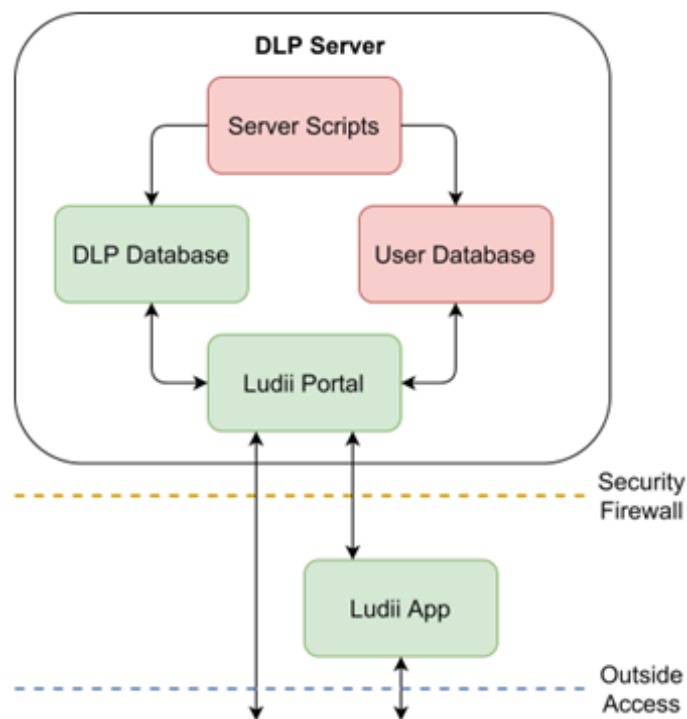 DLP Server
Server Scripts
DLP Database
User Database
Ludii Portal
Security
Firewall
Ludii App
Outside
Access